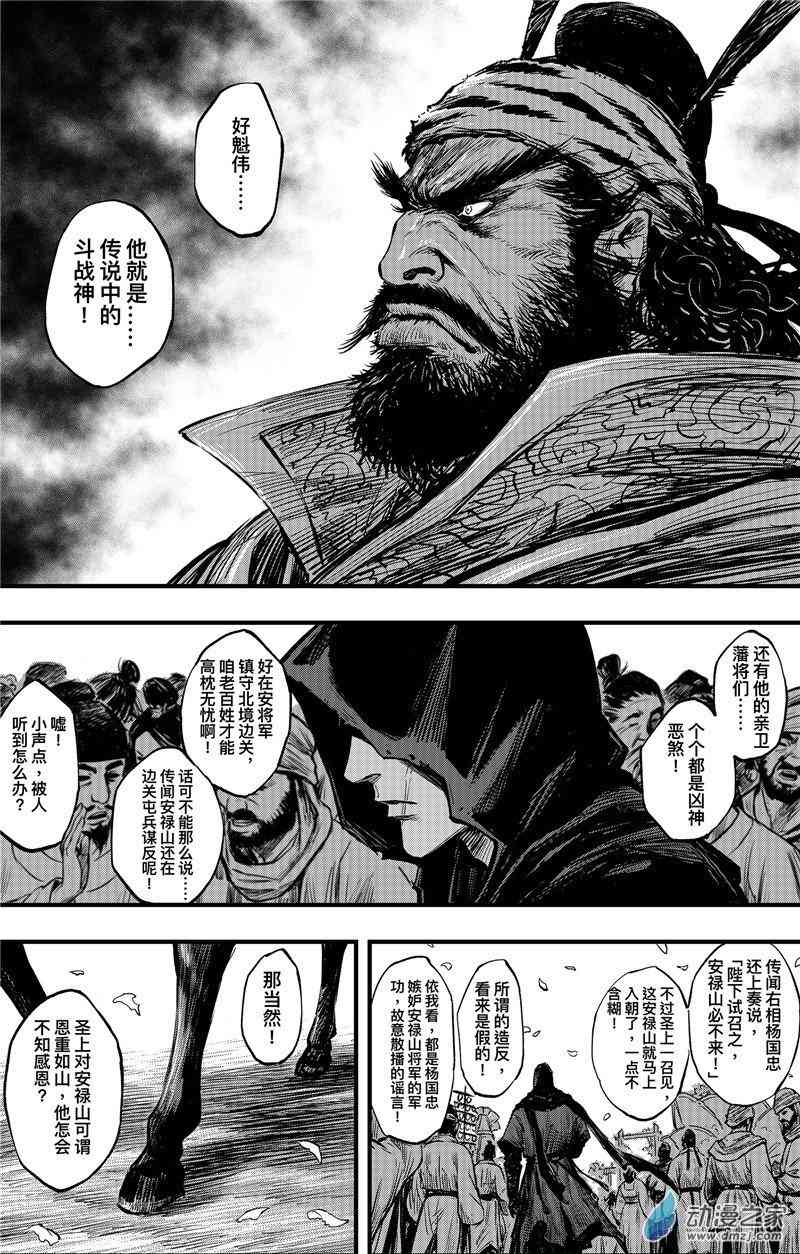 好魁伟……
他就是……
传说中的
斗战神！
还有他的亲卫
藩将们……
个个都是凶神
恶煞！
好在安将军
镇守北境边关，
咱老百姓才能
高枕无忧啊！
话可不能那么说……
传闻安禄山还在
边关屯兵谋反呢！
嘘！
小声点，被人
听到怎么办？
传闻右相杨国忠
还上奏说，
「陛下试召之，
安禄山必不来！」
不过圣上一召见，
这安禄山就马上
入朝了，一点不
含糊！
所谓的造反，
看来是假的！
依我看，都是杨国忠
嫉妒安禄山将军的军
功，故意散播的谣言！
那当然！
圣上对安禄山可谓
恩重如山，他怎会
不知感恩？
动漫之家
www.dmzj.com